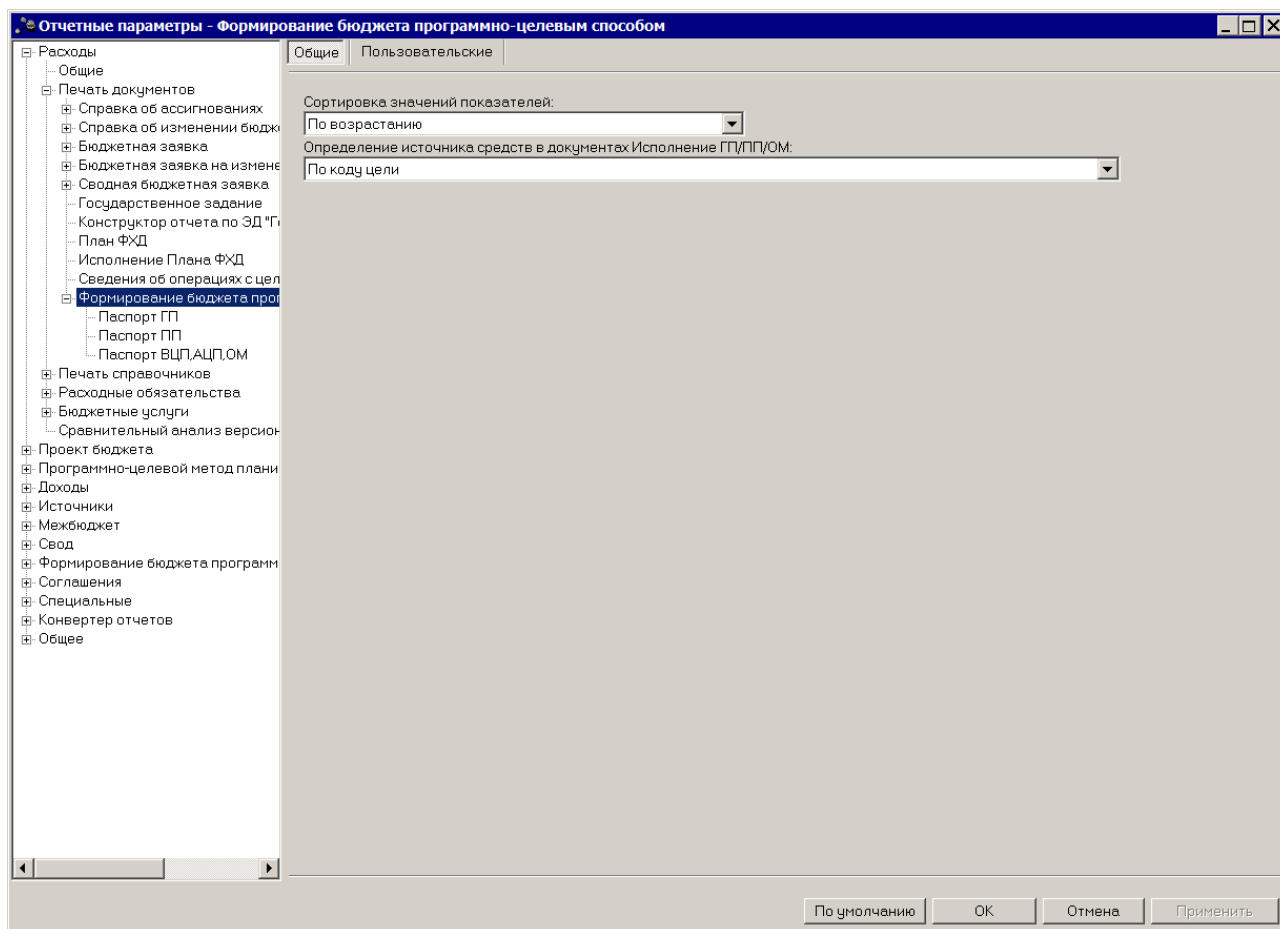 Отчетные параметры - Формирование бюджета программно-целевым способом
Расходы
Общие
Печать документов
Справка об ассигнованиях
Справка об изменении бюдж
Бюджетная заявка
Бюджетная заявка на измене
Сводная бюджетная заявка
Государственное задание
Конструктор отчета по ЭД "Г
План ФХД
Исполнение Плана ФХД
Сведения об операциях с цел
Формирование бюджета прог
Паспорт ГП
Паспорт ПП
Паспорт ВЦП,АЦП,ОМ
Печать справочников
Расходные обязательства
Бюджетные услуги
Сравнительный анализ версион
Проект бюджета
Программно-целевой метод плани
Доходы
Источники
Межбюджет
Свод
Формирование бюджета программ
Соглашения
Специальные
Конвертер отчетов
Общее
Общие Пользовательские
Сортировка значений показателей:
По возрастанию
Определение источника средств в документах Исполнение ГП/ПП/ОМ:
По коду цели
По умолчанию OK Отмена Применить